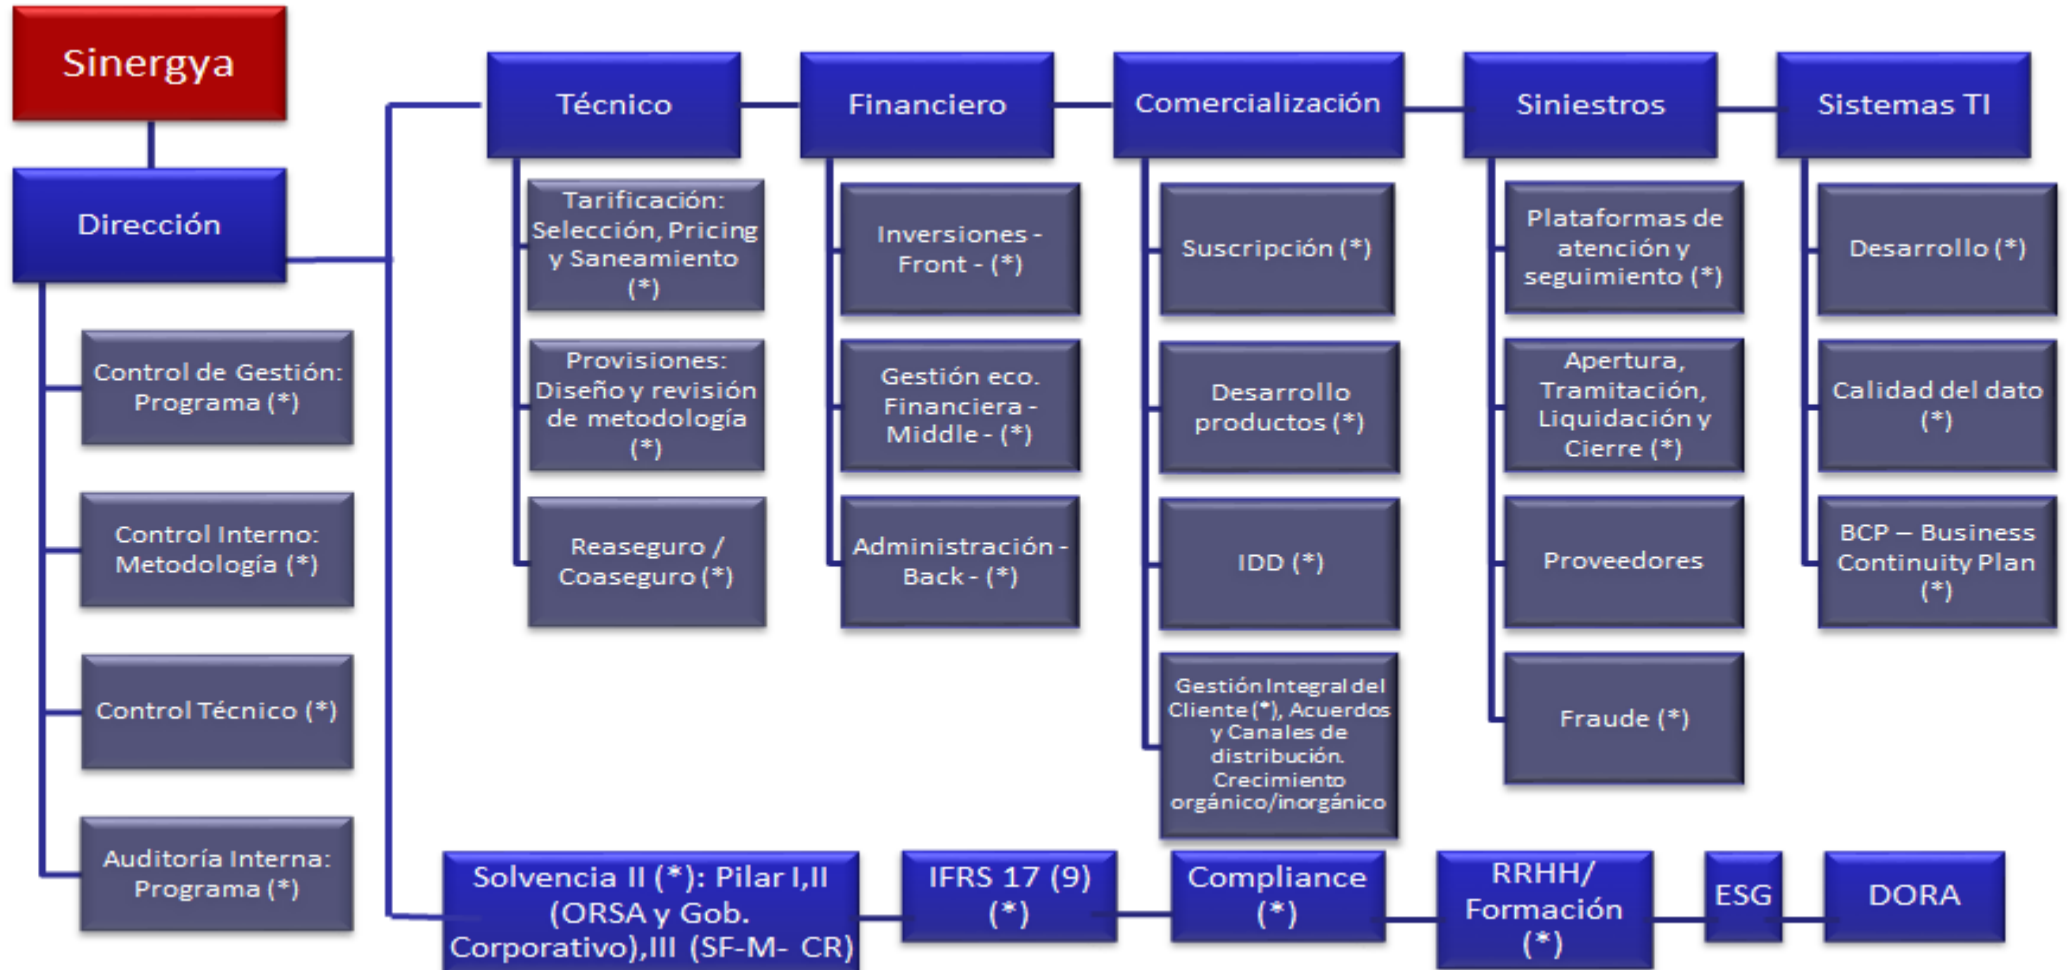 Sinergya
Dirección
Control de Gestión:
Programa (*)
Control Interno:
Metodología (*)
Control Técnico (*)
Auditoría Interna:
Programa (*)
Técnico
Tarificación:
Selección, Pricing
y Saneamiento
(*)
Provisiones:
Diseño y revisión
de metodología
(*)
Reaseguro /
Coaseguro (*)
Financiero
Inversiones -
Front - (*)
Gestión eco.
Financiera -
Middle - (*)
Administración -
Back - (*)
Comercialización
Suscripción (*)
Desarrollo
productos (*)
IDD (*)
Gestión Integral del
Cliente (*), Acuerdos
y Canales de
distribución.
Crecimiento
orgánico/inorgánico
Siniestros
Plataformas de
atención y
seguimiento (*)
Apertura,
Tramitación,
Liquidación y
Cierre (*)
Proveedores
Fraude (*)
Sistemas TI
Desarrollo (*)
Calidad del dato
(*)
BCP – Business
Continuity Plan
(*)
Solvencia II (*): Pilar I,II
(ORSA y Gob.
Corporativo),III (SF-M- CR)
IFRS 17 (9)
(*)
Compliance
(*)
RRHH/
Formación
(*)
ESG
DORA